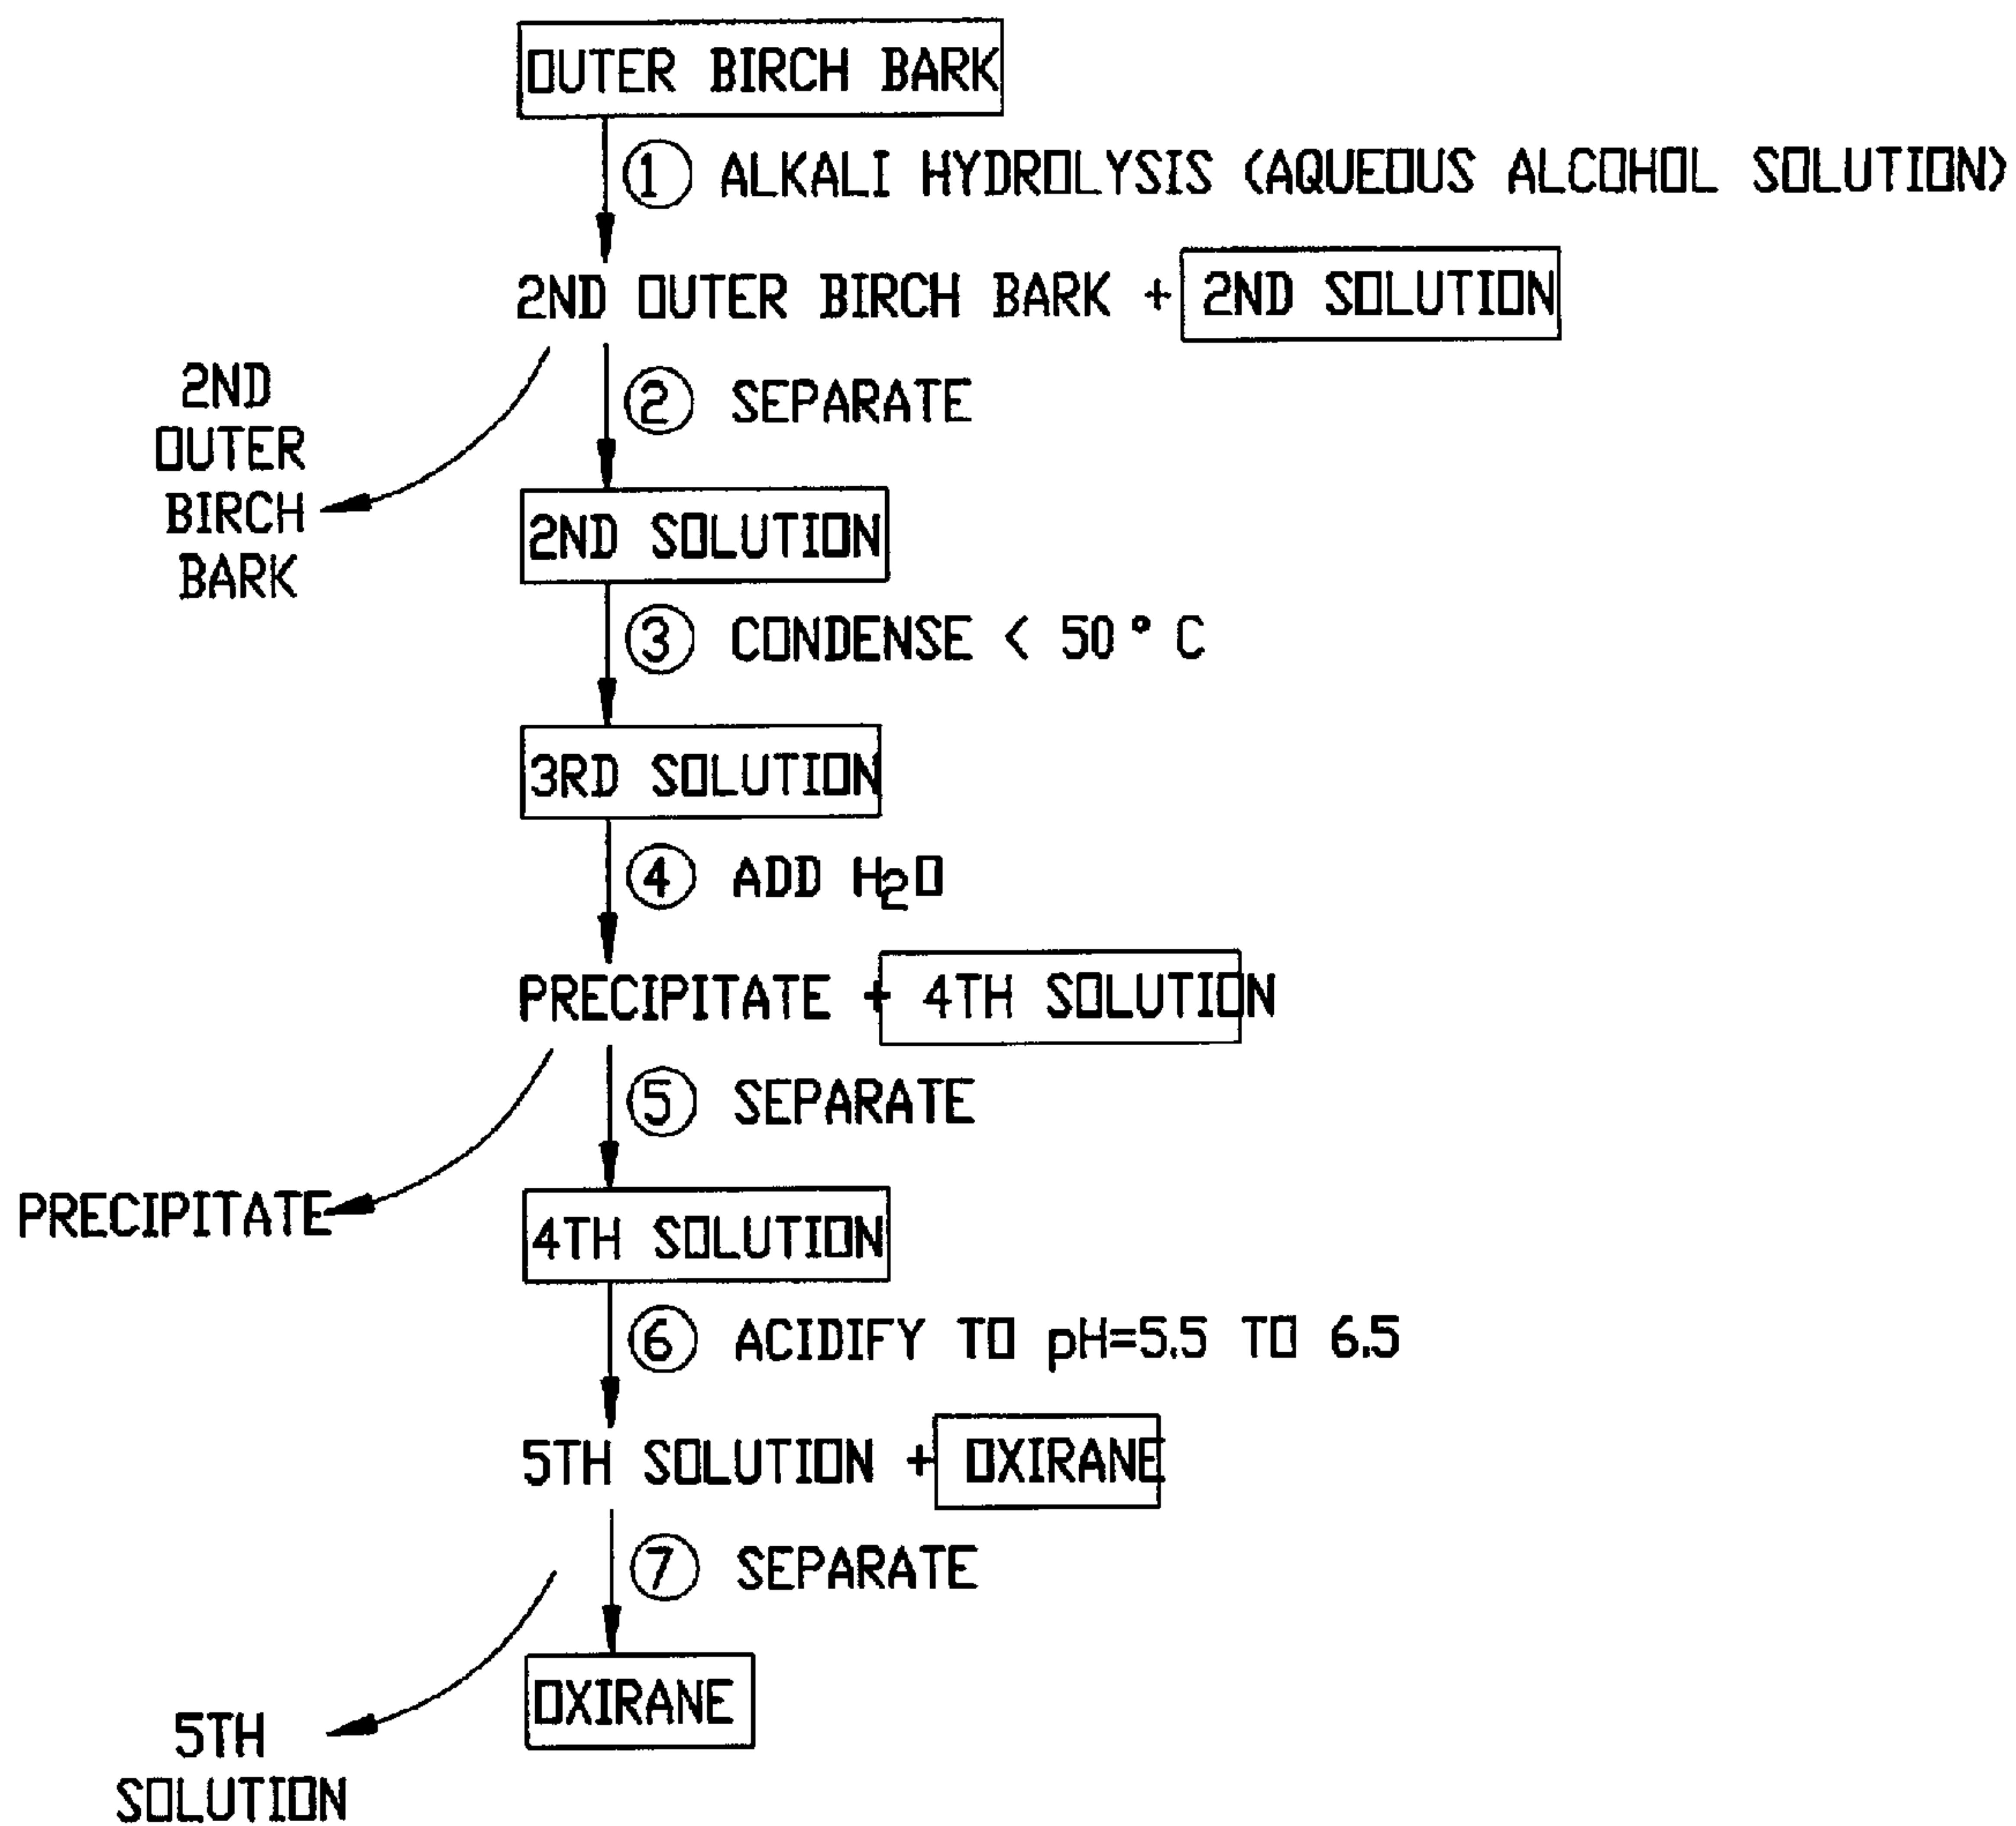 OUTER BIRCH BARK
1 ALKALI HYDROLYSIS (AQUEOUS ALCOHOL SOLUTION)
2ND OUTER BIRCH BARK + 2ND SOLUTION
2ND
OUTER
BIRCH
BARK
2 SEPARATE
2ND SOLUTION
3 CONDENSE < 50° C
3RD SOLUTION
4 ADD H2O
PRECIPITATE + 4TH SOLUTION
5 SEPARATE
PRECIPITATE
4TH SOLUTION
6 ACIDIFY TO pH=5.5 TO 6.5
5TH SOLUTION + OXIRANE
7 SEPARATE
OXIRANE
5TH
SOLUTION